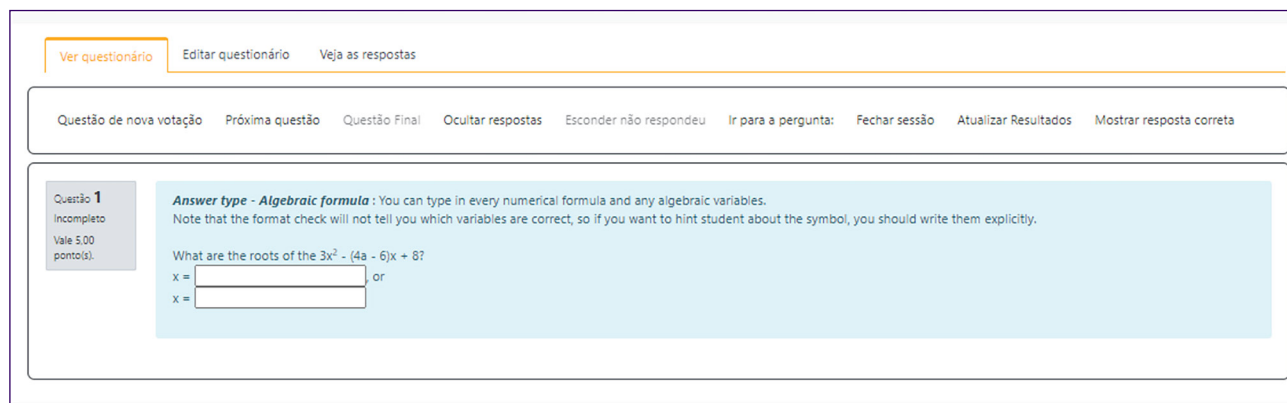 Ver questionário Editar questionário Veja as respostas
Questão de nova votação Próxima questão Questão Final Ocultar respostas Esconder não respondeu Ir para a pergunta: Fechar sessão Atualizar Resultados Mostrar resposta correta
Questão 1
Incompleto
Vale 5,00
ponto(s).
Answer type - Algebraic formula : You can type in every numerical formula and any algebraic variables.
Note that the format check will not tell you which variables are correct, so if you want to hint student about the symbol, you should write them explicitly.
What are the roots of the 3x² - (4a - 6)x + 8?
x = , or
x =